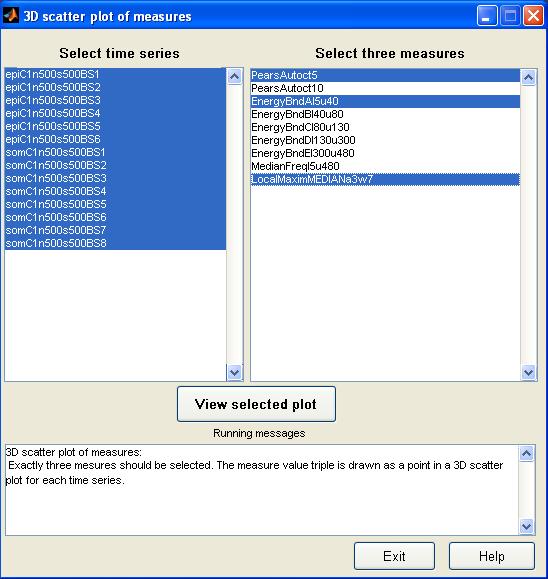 3D scatter plot of measures
Select time series
Select three measures
epiC1n500s500BS1
epiC1n500s500BS2
epiC1n500s500BS3
epiC1n500s500BS4
epiC1n500s500BS5
epiC1n500s500BS6
somC1n500s500BS1
somC1n500s500BS2
somC1n500s500BS3
somC1n500s500BS4
somC1n500s500BS5
somC1n500s500BS6
somC1n500s500BS7
somC1n500s500BS8
PearsAutoct5
PearsAutoct10
EnergyBndAl5u40
EnergyBndBl40u80
EnergyBndCl80u130
EnergyBndDl130u300
EnergyBndEl300u480
MedianFreql5u480
LocalMaximMEDIANa3w7
View selected plot
Running messages
3D scatter plot of measures:
Exactly three mesures should be selected. The measure value triple is drawn as a point in a 3D scatter
plot for each time series.
Exit
Help